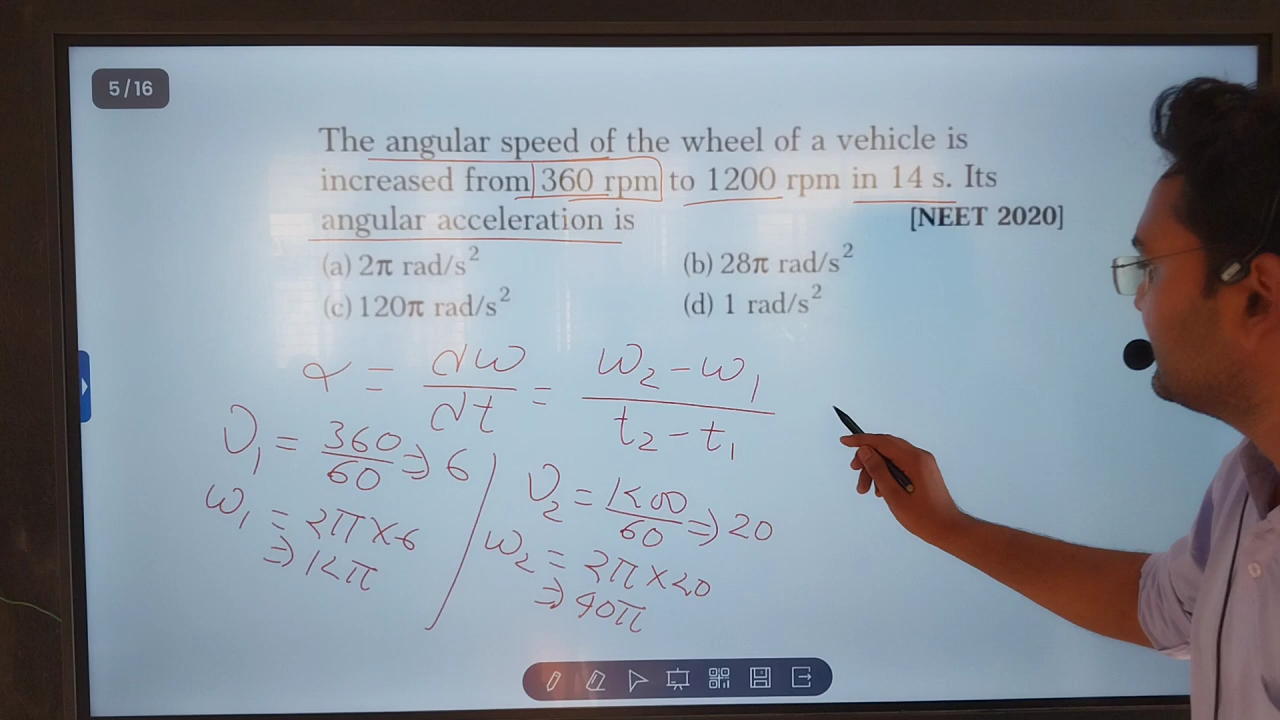 5/16
The angular speed of the wheel of a vehicle is
increased from 360 rpm to 1200 rpm in 14 s. Its
angular acceleration is [NEET 2020]
(a) 2π rad/s² (b) 28π rad/s²
(c) 120π rad/s² (d) 1 rad/s²
α = dω/dt = (ω₂ - ω₁)/(t₂ - t₁)
υ₁ = 360/60 ⇒ 6
ω₁ = 2π×6
⇒ 12π
υ₂ = 1200/60 ⇒ 20
ω₂ = 2π×20
⇒ 40π